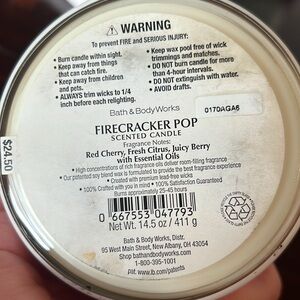 ⚠ WARNING
To prevent FIRE and SERIOUS INJURY:
• Burn candle within sight.
• Keep away from things
that can catch fire.
• Keep away from children
and pets.
• ALWAYS trim wicks to 1/4
inch before each relighting.
• Keep wax pool free of wick
trimmings and matches.
• DO NOT burn candle for more
than 4-hour intervals.
• DO NOT extinguish with water.
• AVOID drafts.
Bath & Body Works
0170AGA6
FIRECRACKER POP
SCENTED CANDLE
Fragrance Notes:
Red Cherry, Fresh Citrus, Juicy Berry
with Essential Oils
• High concentrations of rich fragrance oils deliver room-filling fragrance
• Our instant soy blend wax is formulated to provide the best fragrance experience
• Created with premium lead-free wicks
• 100% Crafted with you in mind • 100% Satisfaction Guaranteed
Burns approximately 25-45 hours
0 667553 047793
Net Wt. 14.5 oz / 411 g
Bath & Body Works, Distr.
95 West Main Street, New Albany, OH 43054
Shop bathandbodyworks.com
1-800-395-1001
pat. www.b.com/patents
$24.50